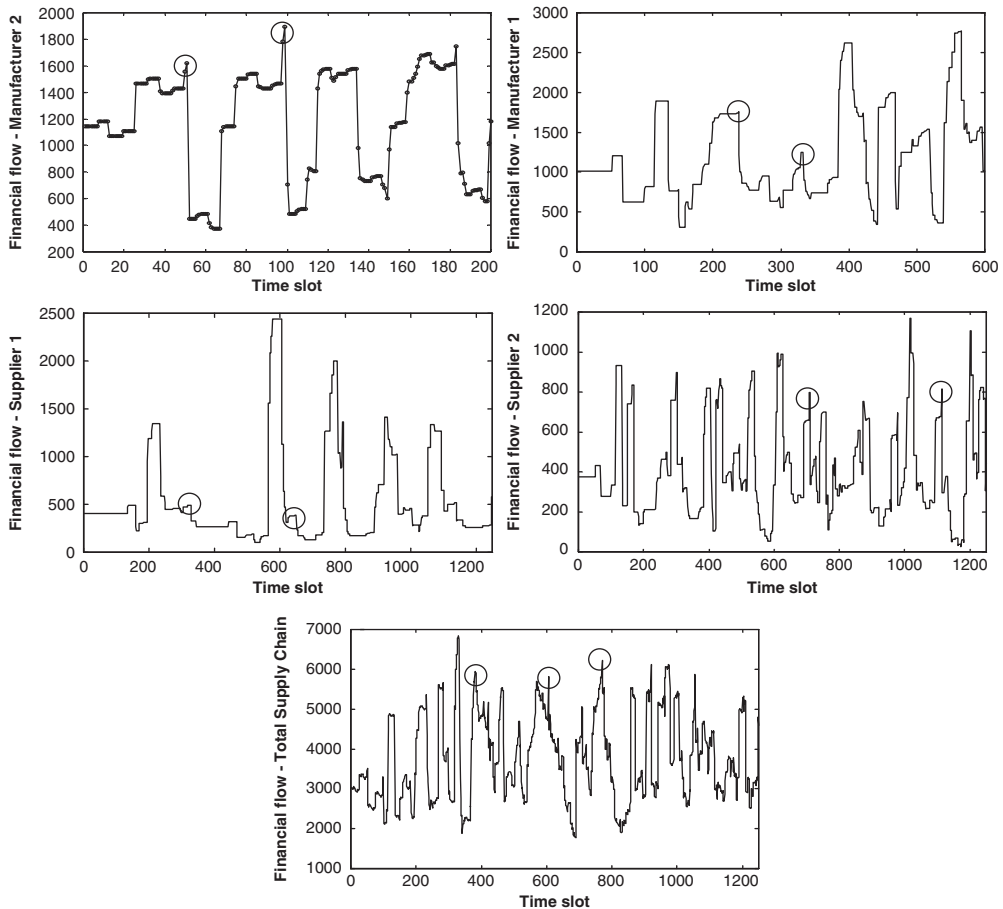 Financial flow - Manufacturer 2
2000
1800
1600
1400
1200
1000
800
600
400
200
0 20 40 60 80 100 120 140 160 180 200
Time slot
Financial flow - Manufacturer 1
3000
2500
2000
1500
1000
500
0
0 100 200 300 400 500 600
Time slot
Financial flow - Supplier 1
2500
2000
1500
1000
500
0
0 200 400 600 800 1000 1200
Time slot
Financial flow - Supplier 2
1200
1000
800
600
400
200
0
0 200 400 600 800 1000 1200
Time slot
Financial flow - Total Supply Chain
7000
6000
5000
4000
3000
2000
1000
0 200 400 600 800 1000 1200
Time slot